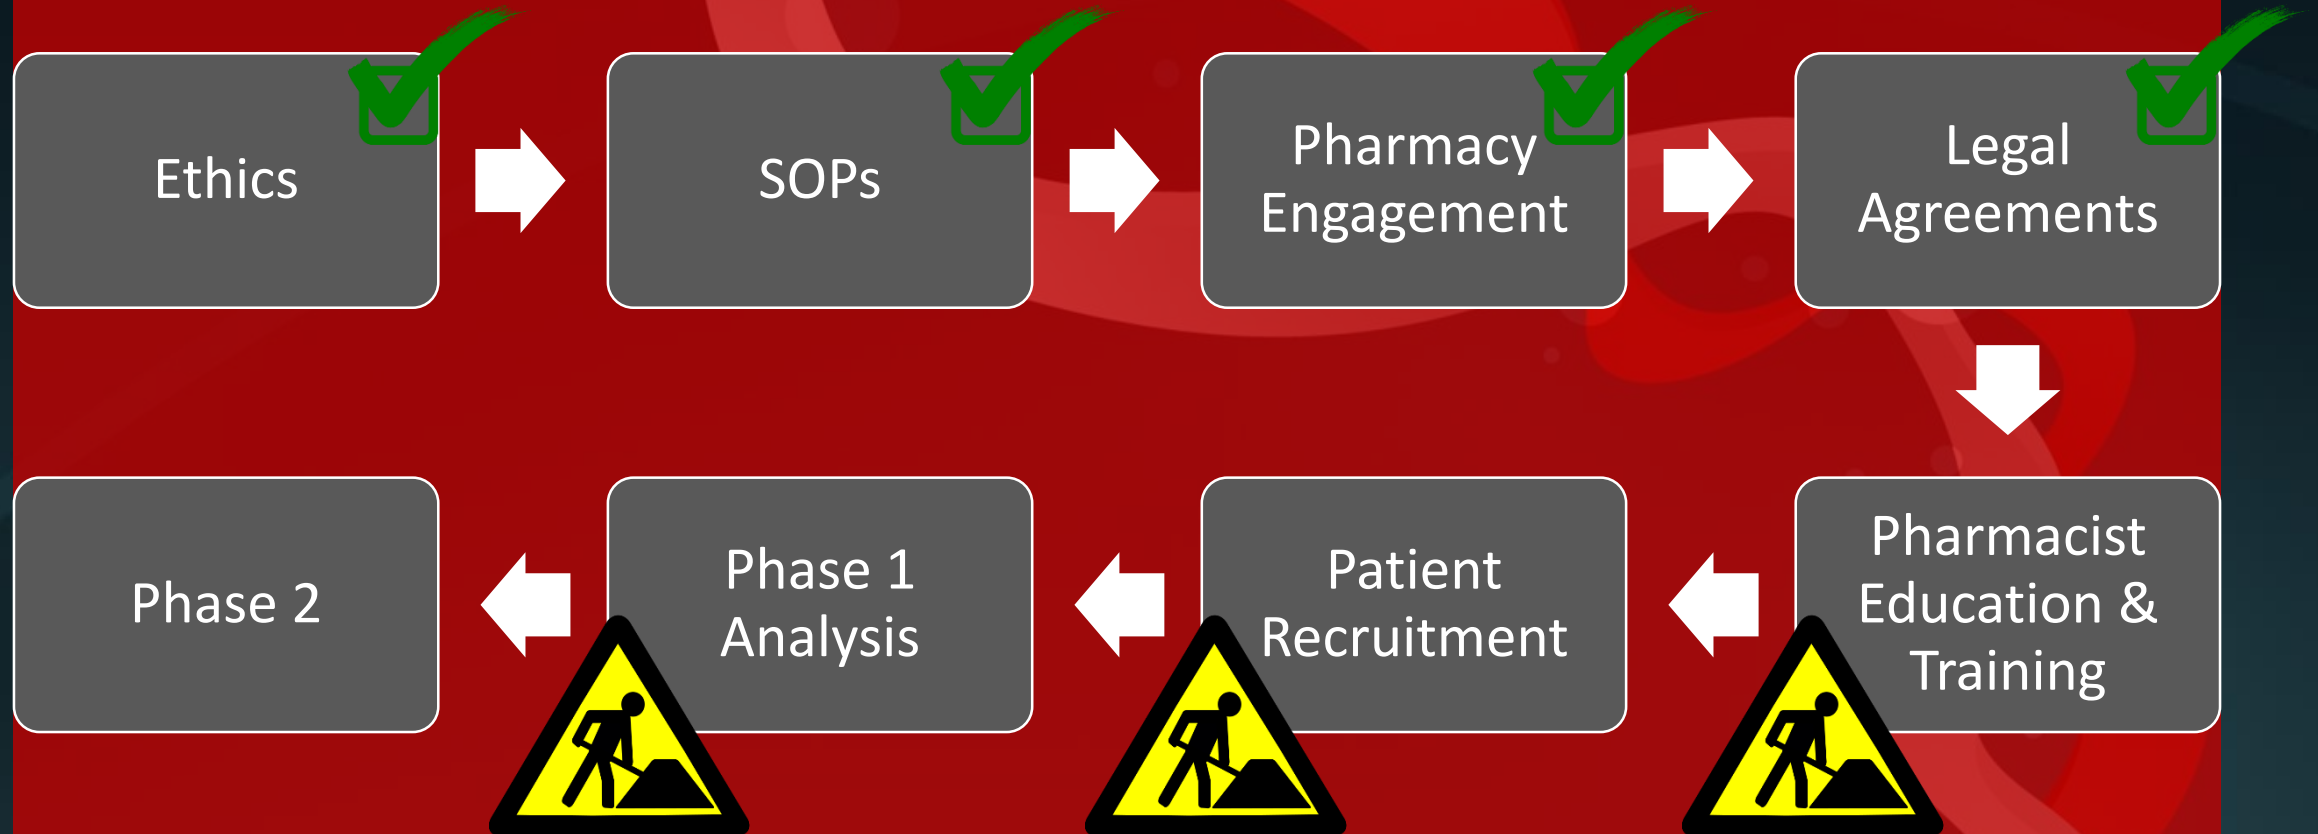 Ethics
SOPs
Pharmacy
Engagement
Legal
Agreements
Pharmacist
Education &
Training
Patient
Recruitment
Phase 1
Analysis
Phase 2